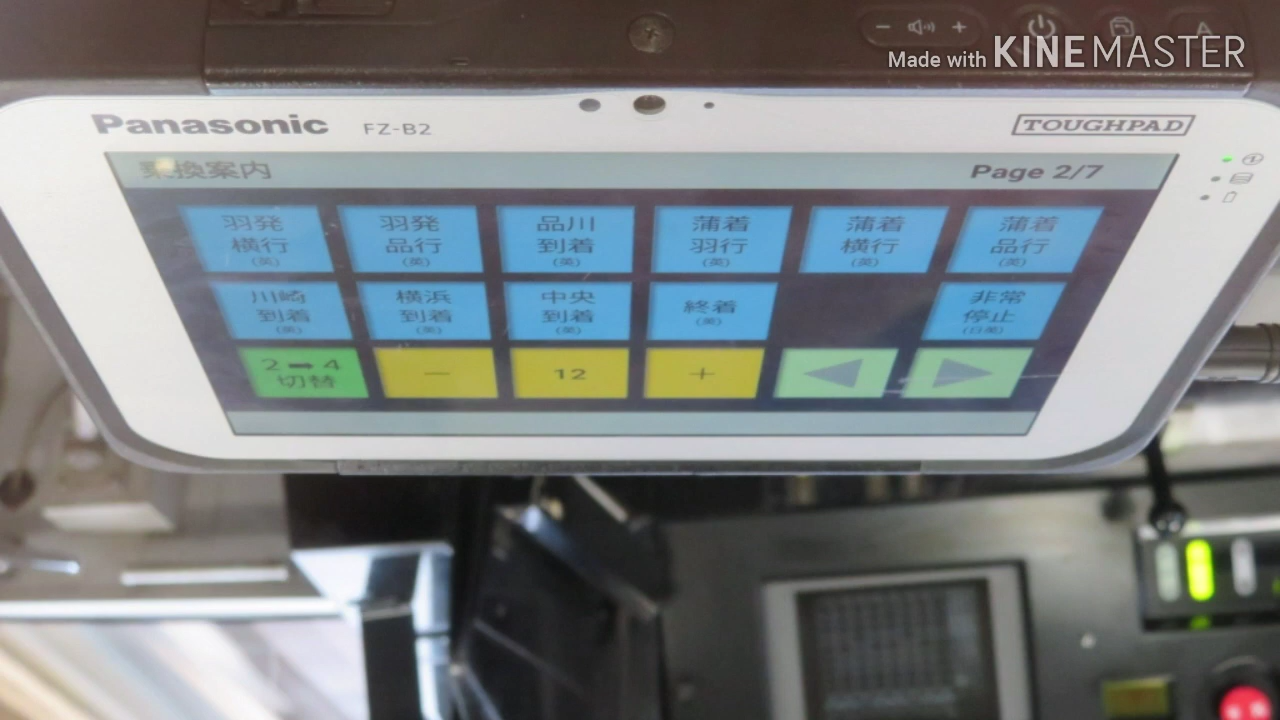 Made with KINEMASTER
Panasonic FZ-B2 TOUGHPAD
乗換案内 Page 2/7
羽発 羽発 品川 蒲着 蒲着 蒲着
横行 品行 到着 羽行 横行 品行
(英) (英) (英) (英) (英) (英)
川崎 横浜 中央 終着 非常
到着 到着 到着 (英) 停止
(英) (英) (英) (日英)
2➡4 − 12 + ◀ ▶
切替